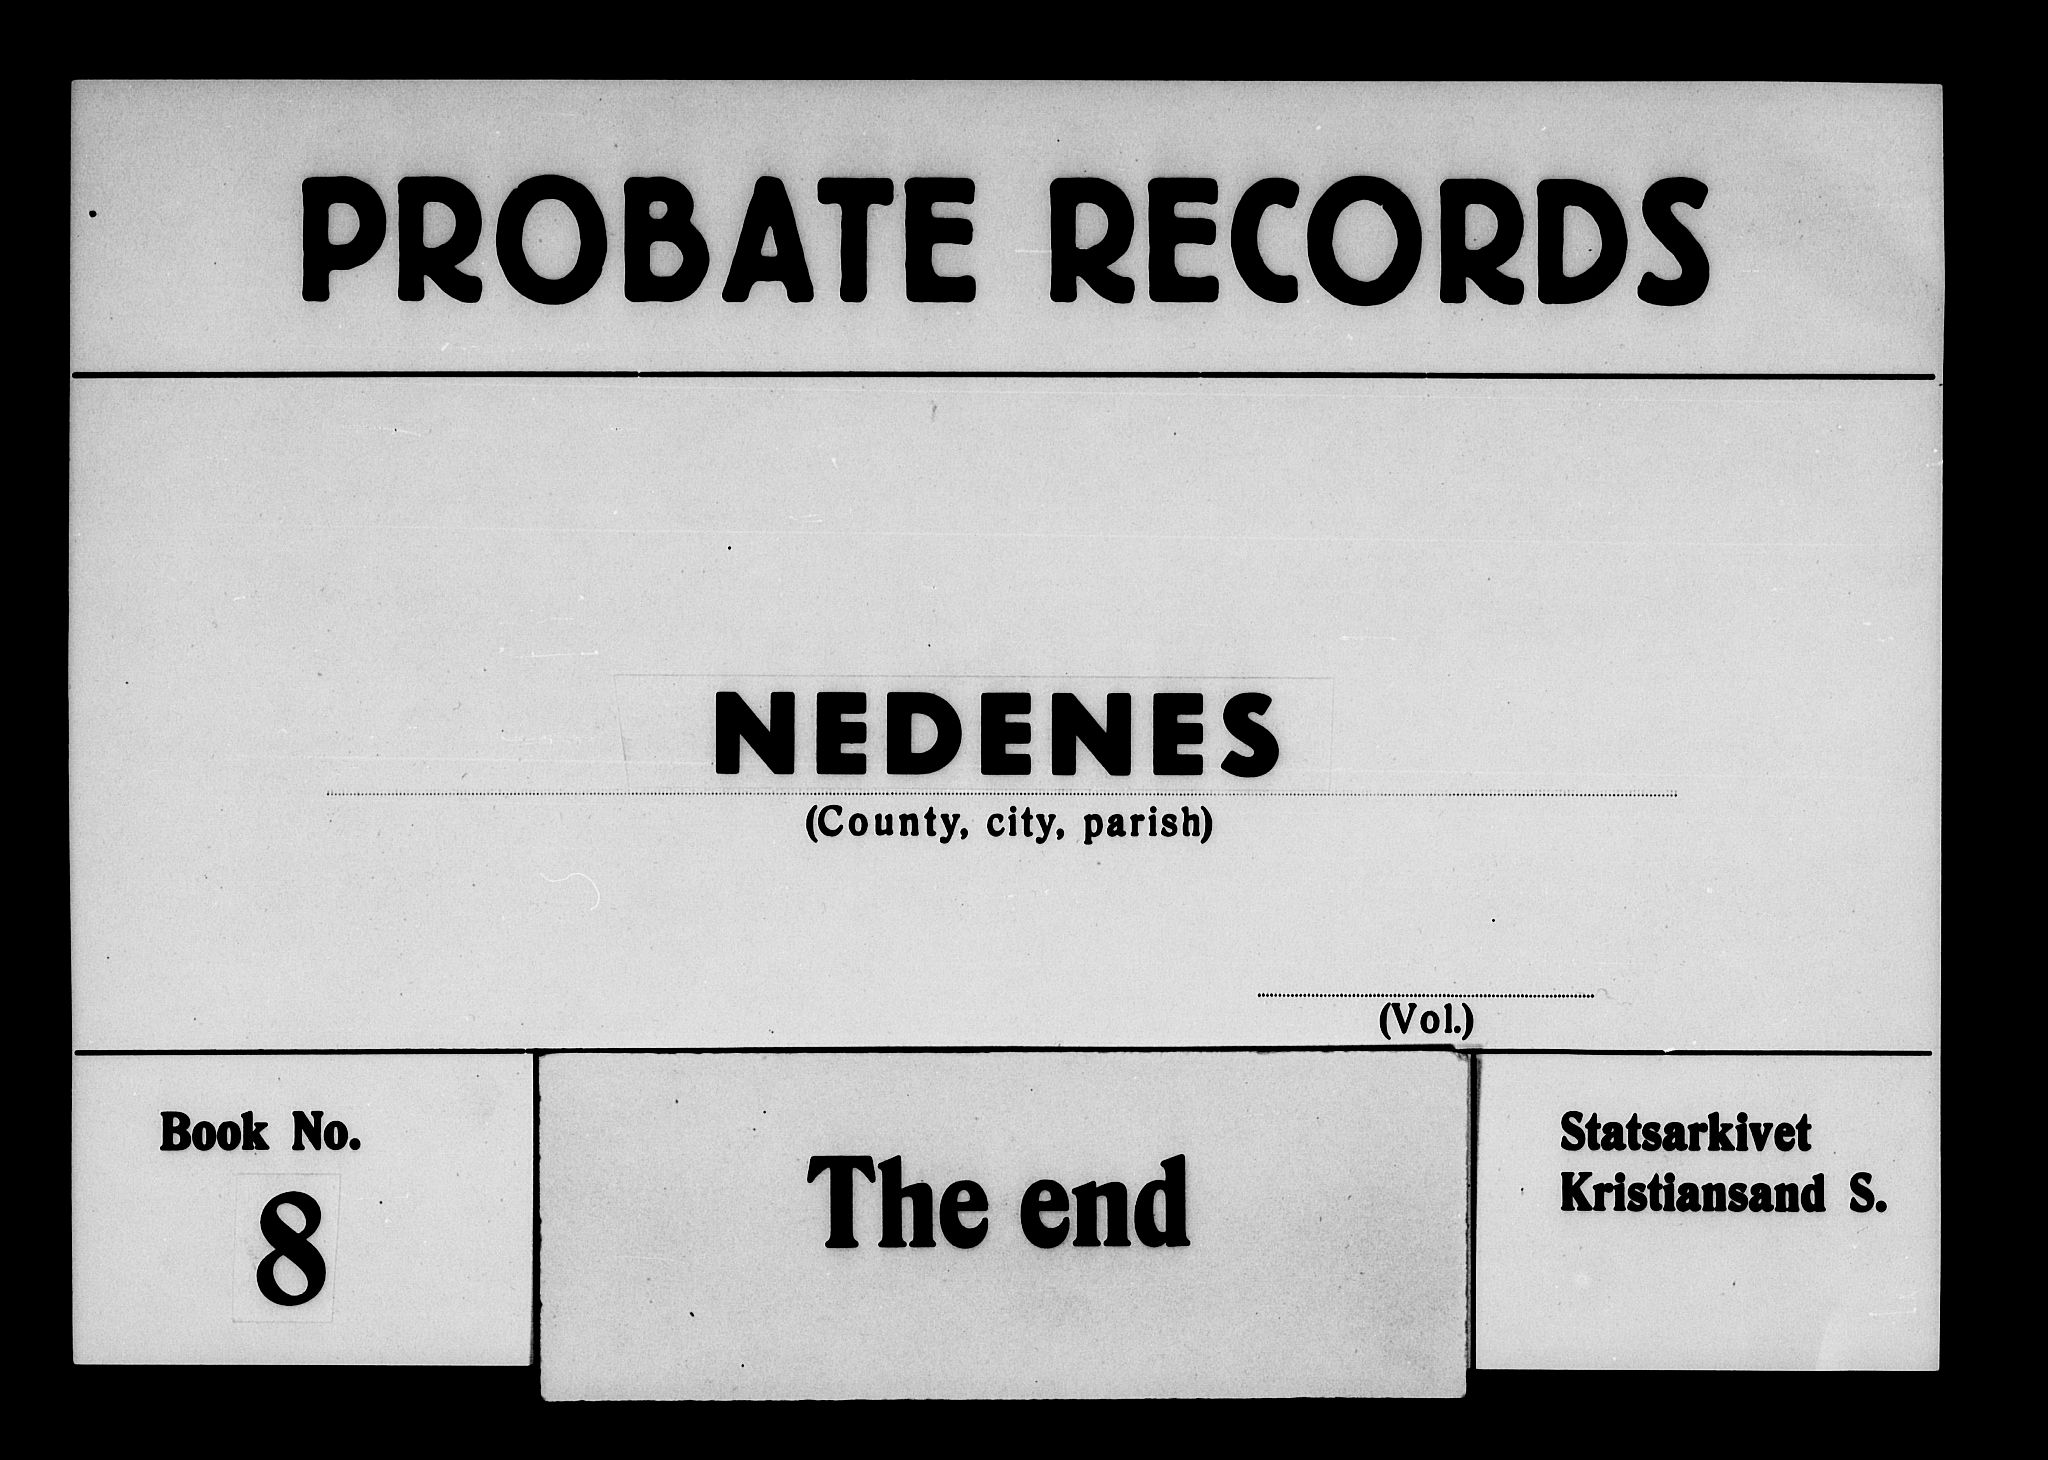 PROBATE RECORDS
NEDENES
(County, city, parish)
(Vol.)
Book No.
8
The end
Statsarkivet
Kristiansand S.